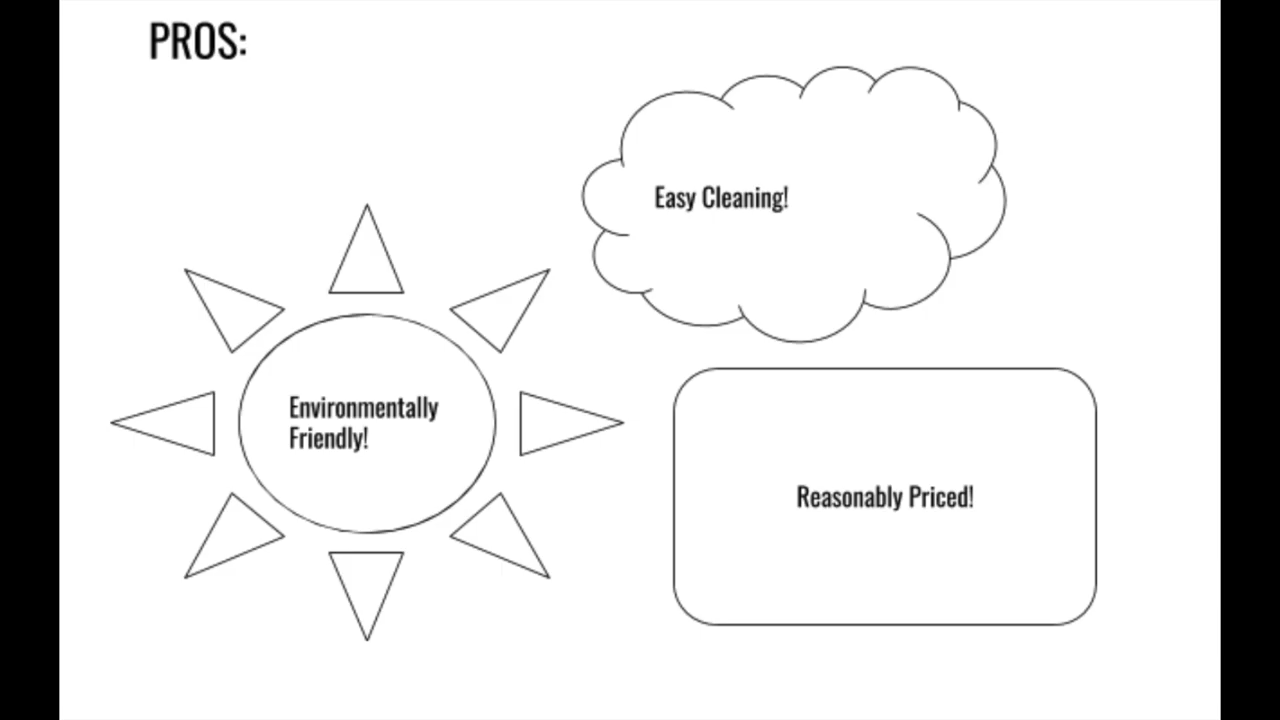 PROS:
Easy Cleaning!
Environmentally
Friendly!
Reasonably Priced!